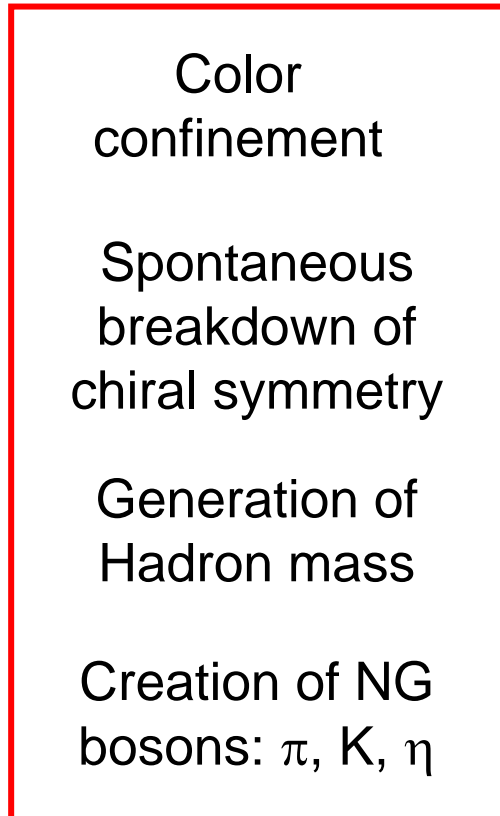 Color
confinement
Spontaneous
breakdown of
chiral symmetry
Generation of
Hadron mass
Creation of NG
bosons: π, K, η